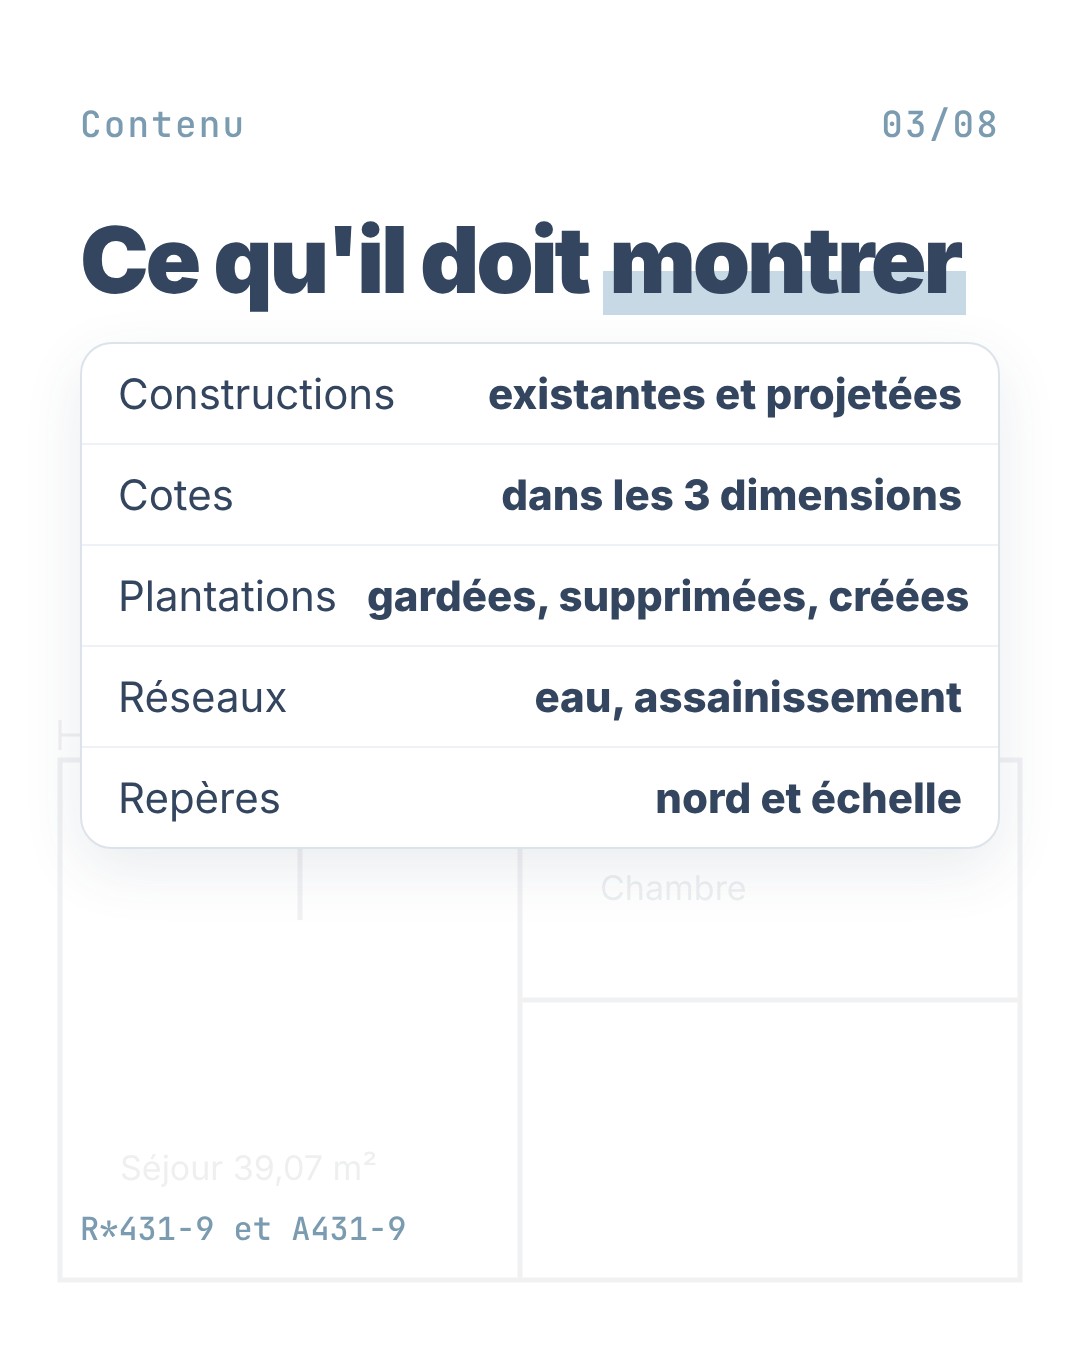 Contenu 03/08
Ce qu'il doit montrer
Constructions existantes et projetées
Cotes dans les 3 dimensions
Plantations gardées, supprimées, créées
Réseaux eau, assainissement
Repères nord et échelle
Chambre
Séjour 39,07 m²
R*431-9 et A431-9